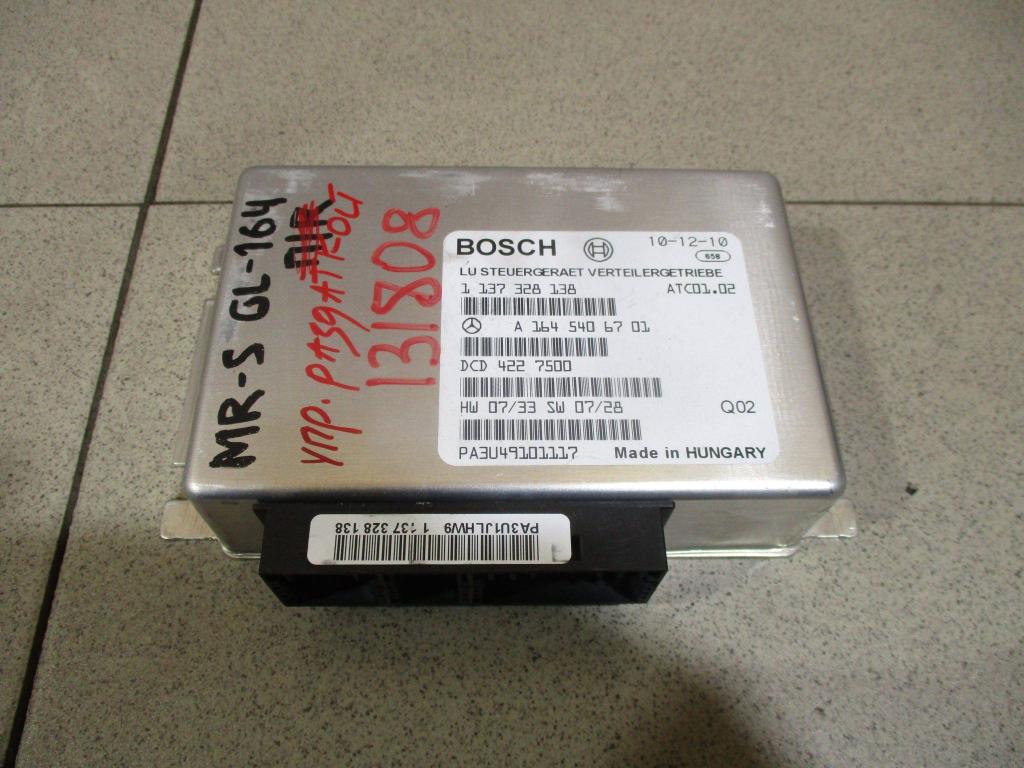 MR-S GL-164
упр. РАЗДАТКОЙ
131808
BOSCH 10-12-10
658
LU STEUERGERAET VERTEILERGETRIEBE
1 137 328 138 ATC01.02
A 164 540 67 01
DCD 422 7500
HW 07/33 SW 07/28 Q02
PA3U49101117 Made in HUNGARY
PA3U1JLHW9 1 137 328 138